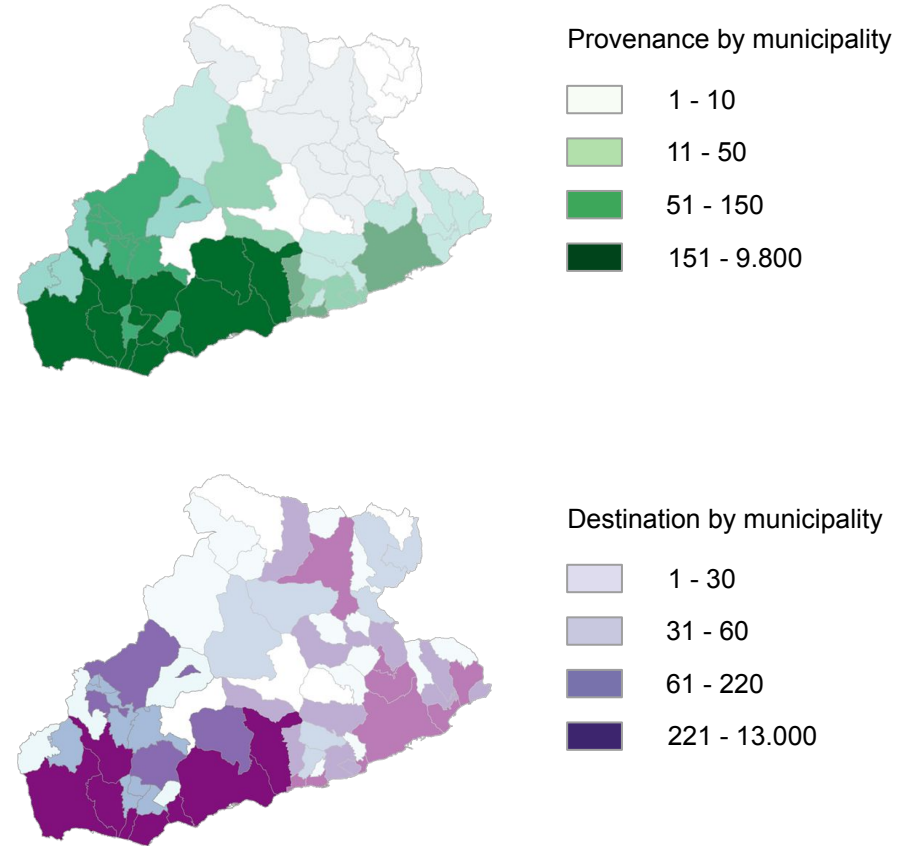 Provenance by municipality
1 - 10
11 - 50
51 - 150
151 - 9.800
Destination by municipality
1 - 30
31 - 60
61 - 220
221 - 13.000